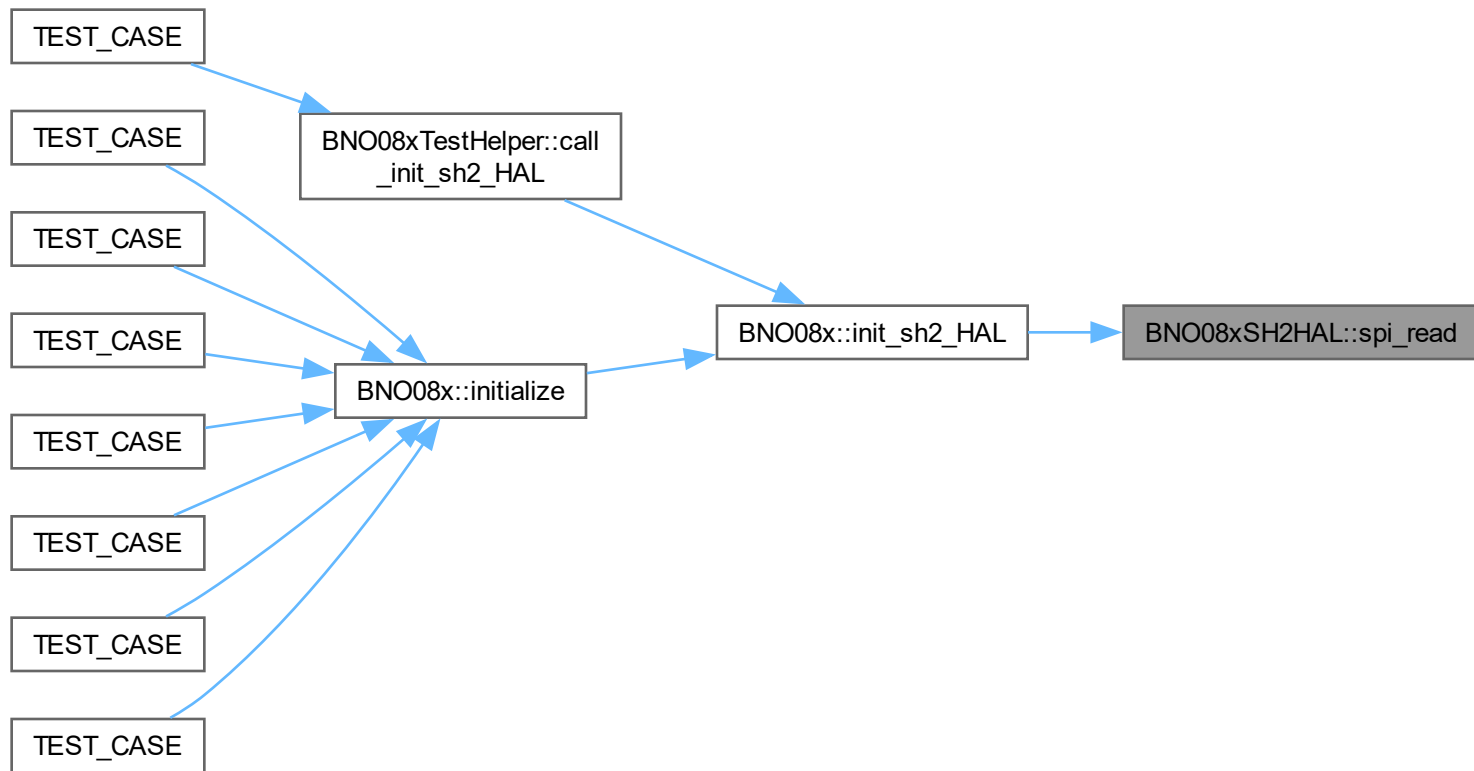 TEST_CASE
TEST_CASE
BNO08xTestHelper::call
_init_sh2_HAL
TEST_CASE
TEST_CASE
BNO08x::init_sh2_HAL
BNO08xSH2HAL::spi_read
BNO08x::initialize
TEST_CASE
TEST_CASE
TEST_CASE
TEST_CASE